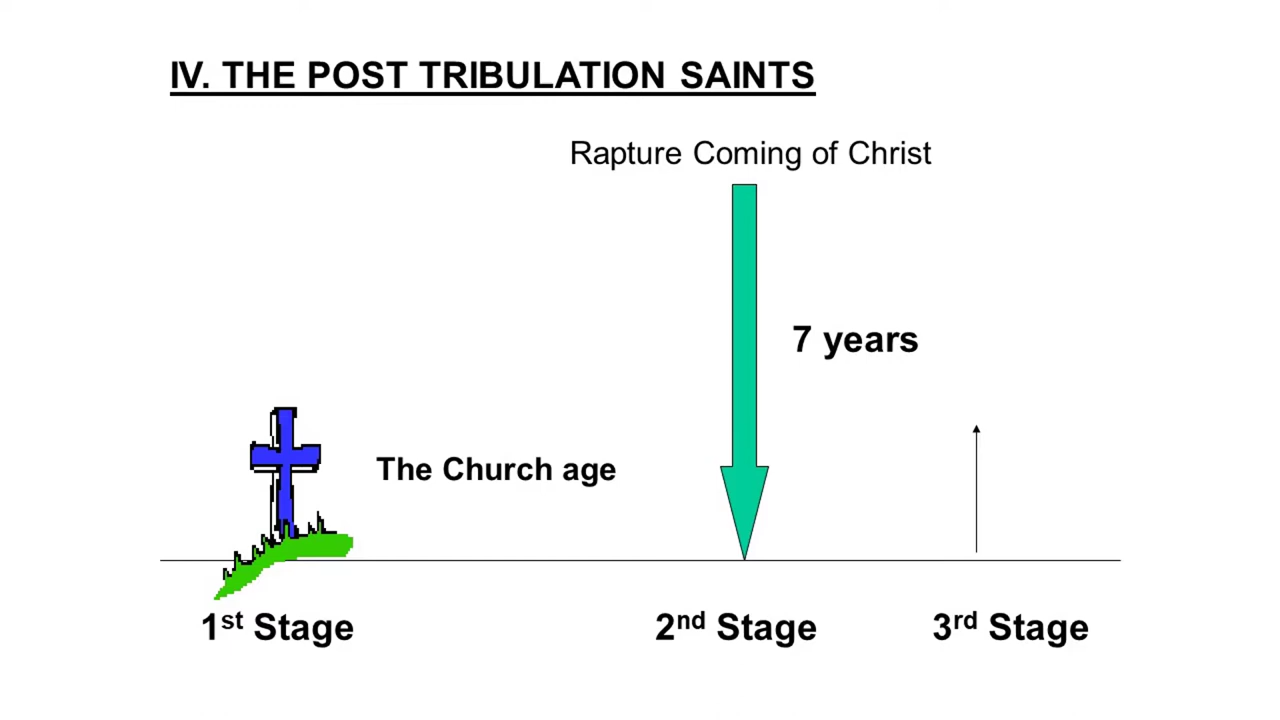 IV. THE POST TRIBULATION SAINTS
Rapture Coming of Christ
7 years
The Church age
1st Stage
2nd Stage
3rd Stage